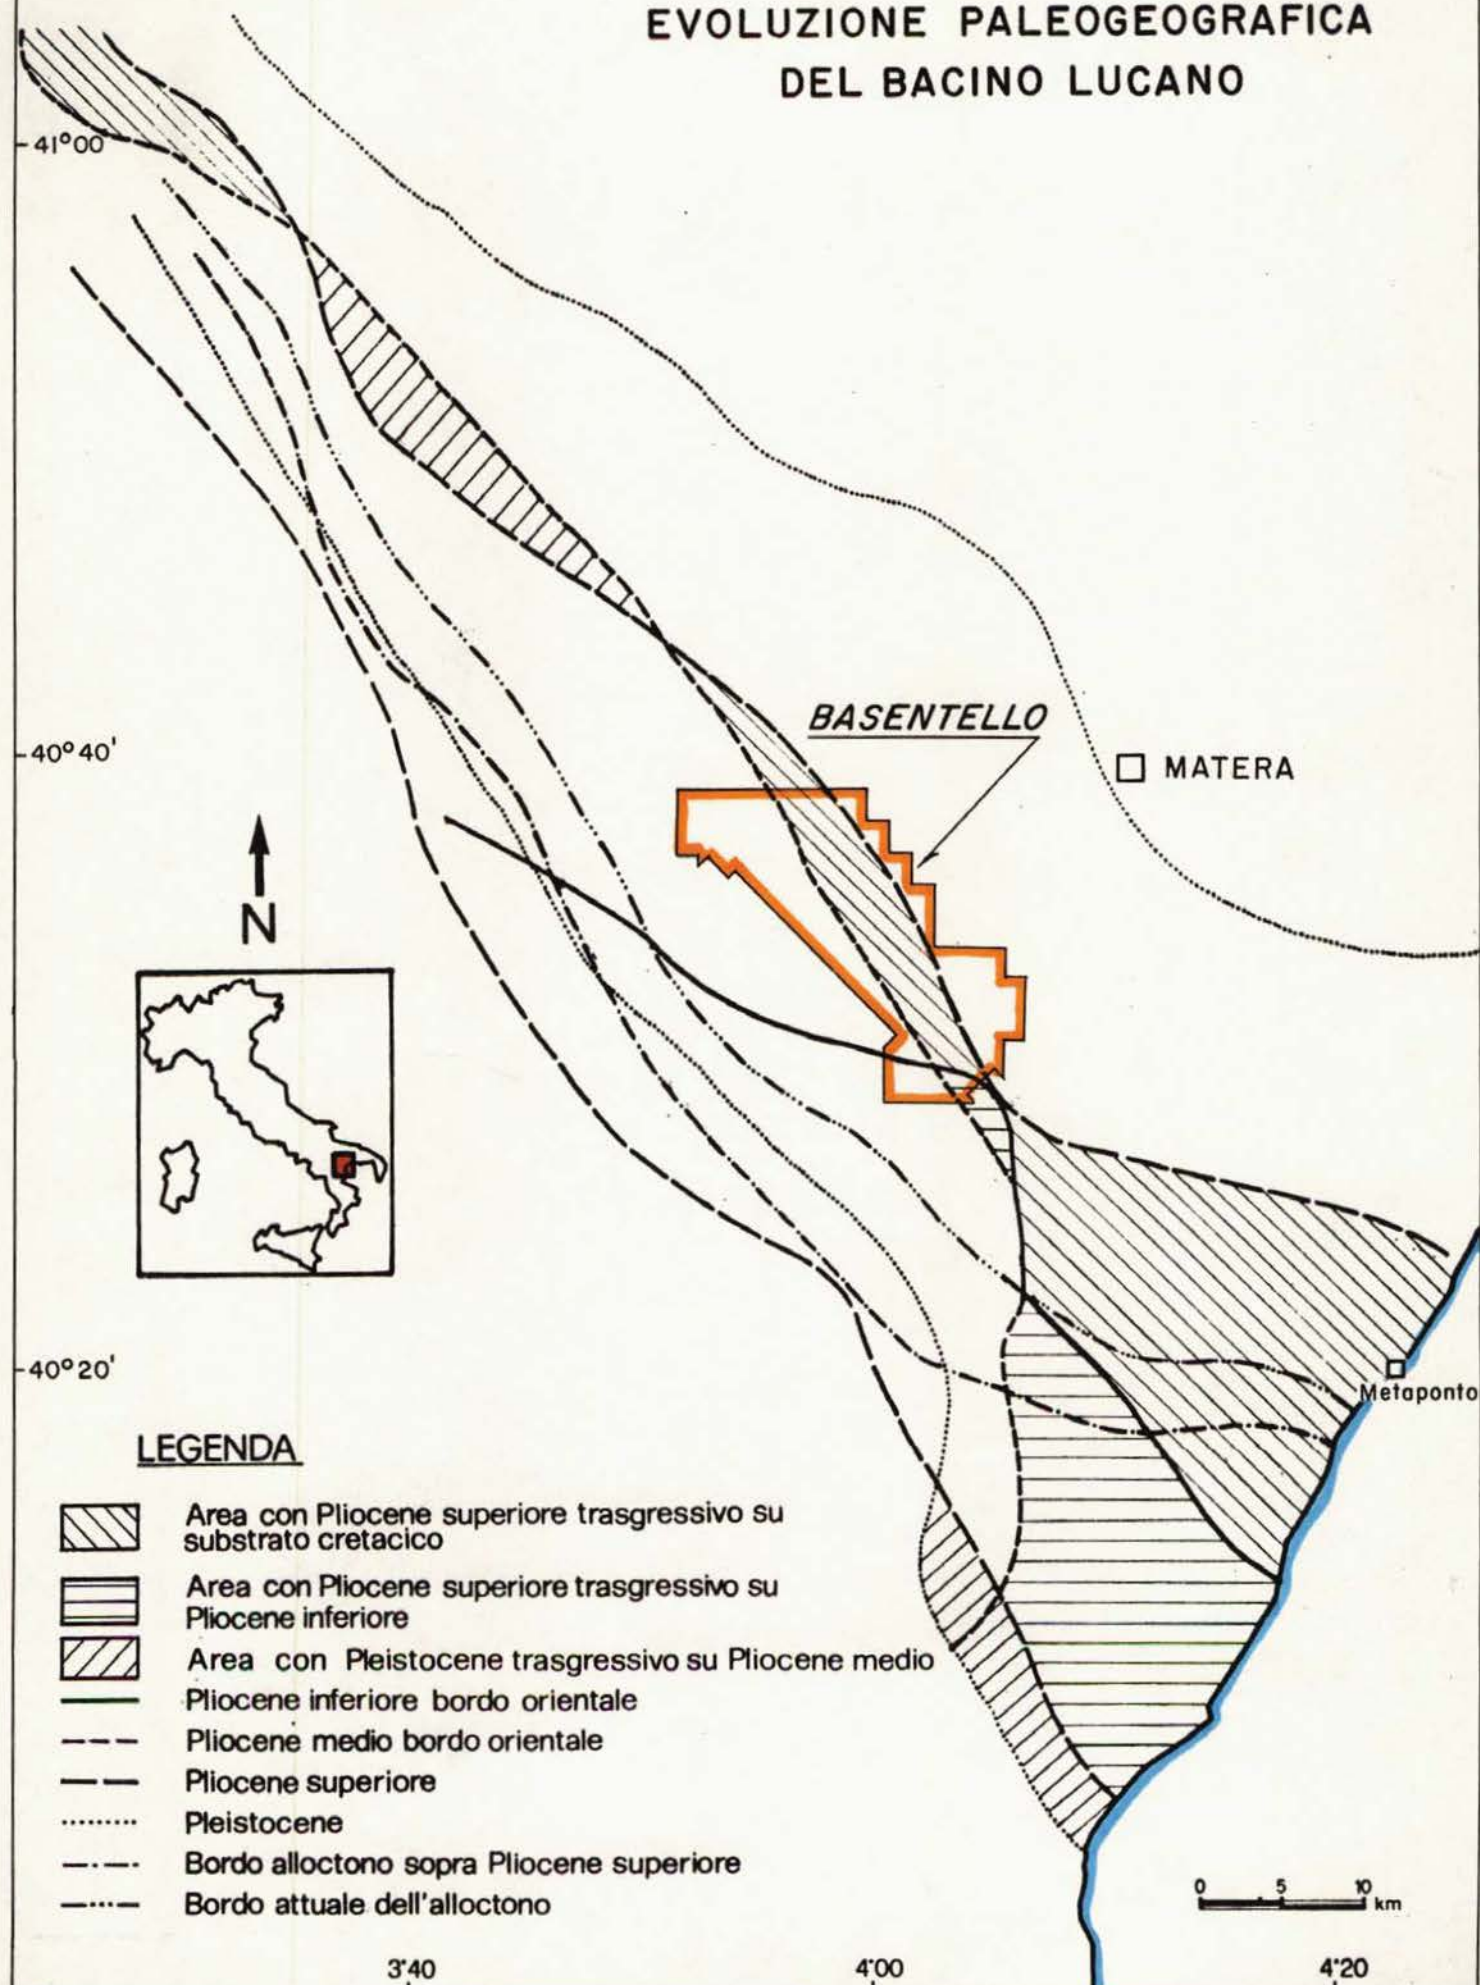 EVOLUZIONE PALEOGEOGRAFICA
DEL BACINO LUCANO
41°00
40°40'
BASENTELLO
MATERA
N
40°20'
Metaponto
LEGENDA
Area con Pliocene superiore trasgressivo su
substrato cretacico
Area con Pliocene superiore trasgressivo su
Pliocene inferiore
Area con Pleistocene trasgressivo su Pliocene medio
Pliocene inferiore bordo orientale
Pliocene medio bordo orientale
Pliocene superiore
Pleistocene
Bordo alloctono sopra Pliocene superiore
Bordo attuale dell'alloctono
0 5 10
km
3°40 4°00 4°20